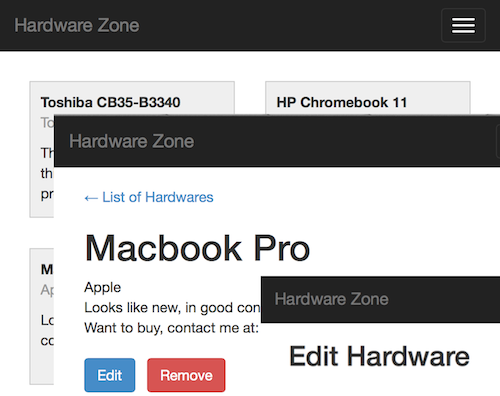 Hardware Zone
Toshiba CB35-B3340
HP Chromebook 11
To
Th
th
pr
Hardware Zone
← List of Hardwares
Macbook Pro
Apple
Looks like new, in good con
Want to buy, contact me at:
Edit
Remove
M
Ap
Lo
co
Hardware Zone
Edit Hardware